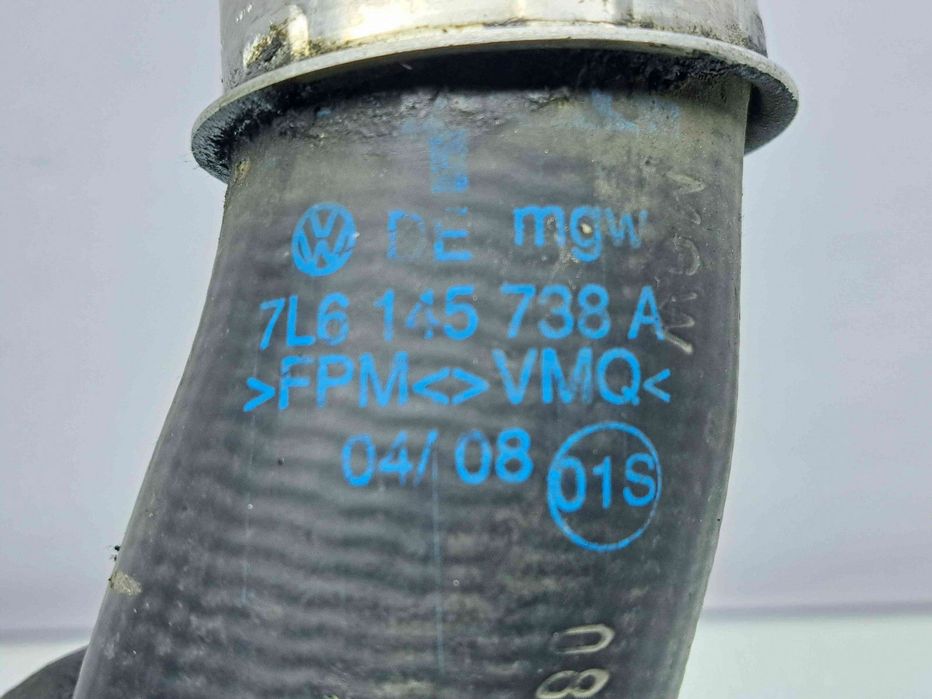 DE mgw
7L6 145 738 A
>FPM<>VMQ<
04/08 01S